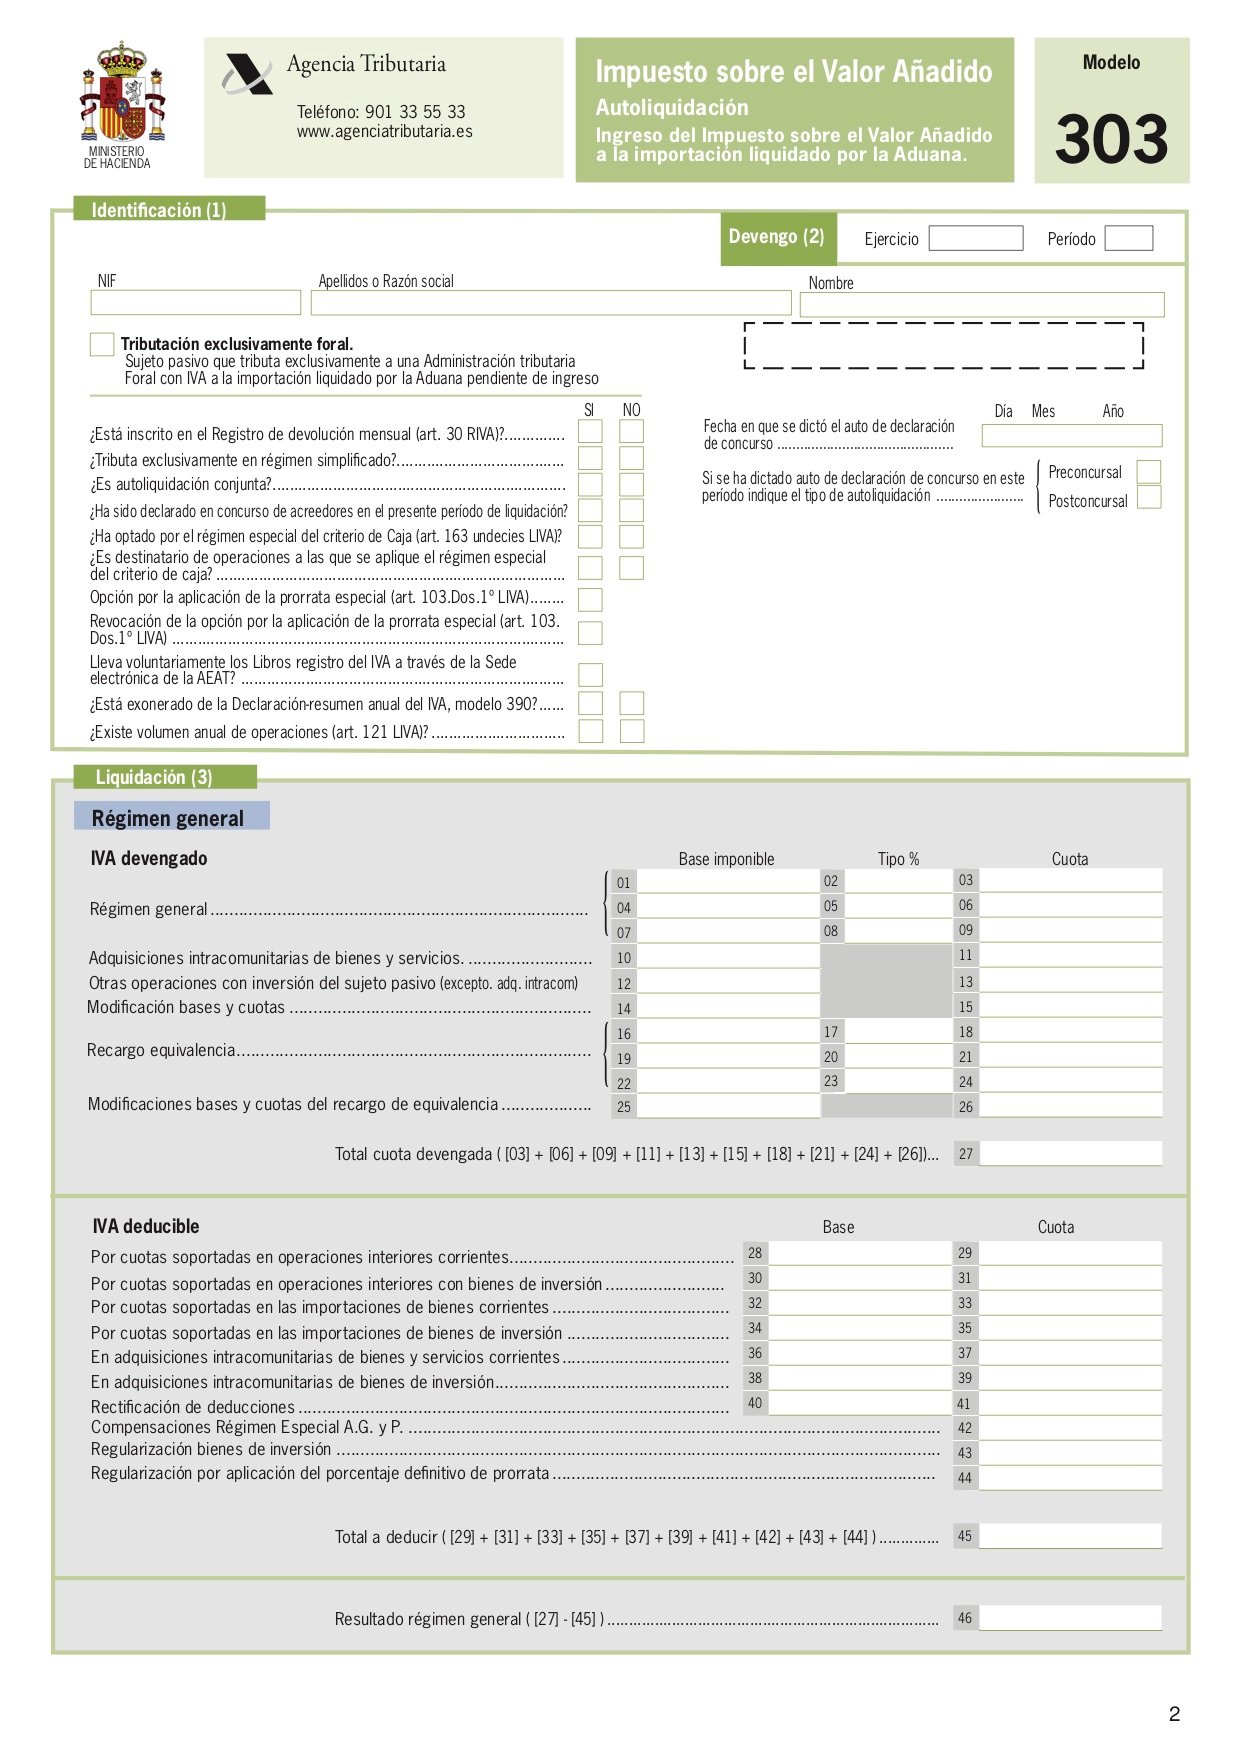 MINISTERIO
DE HACIENDA
Agencia Tributaria
Teléfono: 901 33 55 33
www.agenciatributaria.es
Impuesto sobre el Valor Añadido
Autoliquidación
Ingreso del Impuesto sobre el Valor Añadido
a la importación liquidado por la Aduana.
Modelo
303
Identificación (1)
Devengo (2)
Ejercicio
Período
NIF
Apellidos o Razón social
Nombre
Tributación exclusivamente foral.
Sujeto pasivo que tributa exclusivamente a una Administración tributaria
Foral con IVA a la importación liquidado por la Aduana pendiente de ingreso
SI NO
¿Está inscrito en el Registro de devolución mensual (art. 30 RIVA)?..............
¿Tributa exclusivamente en régimen simplificado?.......................................
¿Es autoliquidación conjunta?....................................................................
¿Ha sido declarado en concurso de acreedores en el presente período de liquidación?
¿Ha optado por el régimen especial del criterio de Caja (art. 163 undecies LIVA)?
¿Es destinatario de operaciones a las que se aplique el régimen especial
del criterio de caja? .................................................................................
Opción por la aplicación de la prorrata especial (art. 103.Dos.1º LIVA)........
Revocación de la opción por la aplicación de la prorrata especial (art. 103.
Dos.1º LIVA) ...........................................................................................
Lleva voluntariamente los Libros registro del IVA a través de la Sede
electrónica de la AEAT? ...........................................................................
¿Está exonerado de la Declaración-resumen anual del IVA, modelo 390?......
¿Existe volumen anual de operaciones (art. 121 LIVA)? ...............................
Día Mes Año
Fecha en que se dictó el auto de declaración
de concurso .................................................
Si se ha dictado auto de declaración de concurso en este
período indique el tipo de autoliquidación .......................
Preconcursal
Postconcursal
Liquidación (3)
Régimen general
IVA devengado
Base imponible Tipo % Cuota
Régimen general ...............................................................................
01 02 03
04 05 06
07 08 09
Adquisiciones intracomunitarias de bienes y servicios. .......................... 10 11
Otras operaciones con inversión del sujeto pasivo (excepto. adq. intracom) 12 13
Modificación bases y cuotas ............................................................... 14 15
Recargo equivalencia..........................................................................
16 17 18
19 20 21
22 23 24
Modificaciones bases y cuotas del recargo de equivalencia ................... 25 26
Total cuota devengada ( [03] + [06] + [09] + [11] + [13] + [15] + [18] + [21] + [24] + [26])... 27
IVA deducible
Base Cuota
Por cuotas soportadas en operaciones interiores corrientes............................................... 28 29
Por cuotas soportadas en operaciones interiores con bienes de inversión ......................... 30 31
Por cuotas soportadas en las importaciones de bienes corrientes ..................................... 32 33
Por cuotas soportadas en las importaciones de bienes de inversión .................................. 34 35
En adquisiciones intracomunitarias de bienes y servicios corrientes................................... 36 37
En adquisiciones intracomunitarias de bienes de inversión................................................. 38 39
Rectificación de deducciones .......................................................................................... 40 41
Compensaciones Régimen Especial A.G. y P. ............................................................................................................... 42
Regularización bienes de inversión .............................................................................................................................. 43
Regularización por aplicación del porcentaje definitivo de prorrata ................................................................................ 44
Total a deducir ( [29] + [31] + [33] + [35] + [37] + [39] + [41] + [42] + [43] + [44] ) .............. 45
Resultado régimen general ( [27] - [45] ) ............................................................................. 46
2